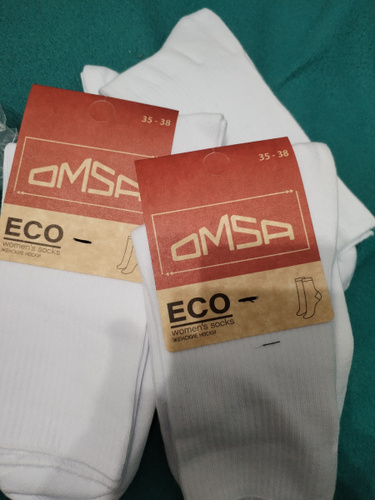 35 - 38
OMSA
ECO
women's socks
ЖЕНСКИЕ НОСКИ
35 - 38
OMSA
ECO
women's socks
ЖЕНСКИЕ НОСКИ